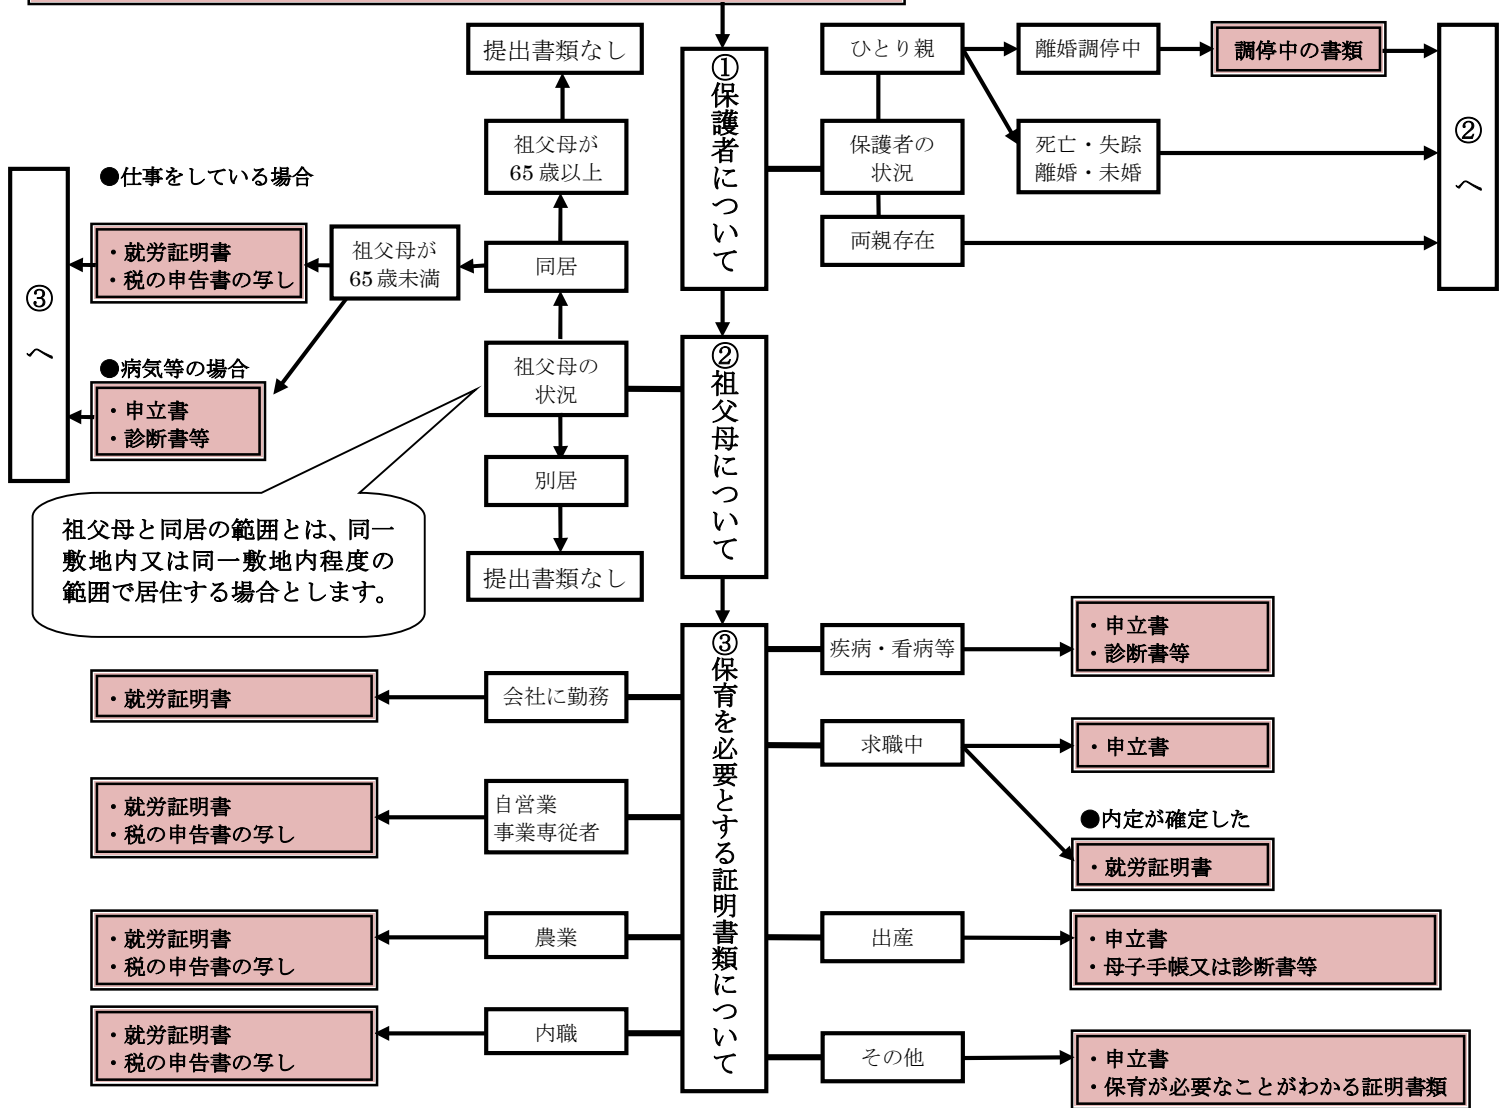 提出書類なし
①保護者について
ひとり親
離婚調停中
調停中の書類
②へ
祖父母が
65歳以上
保護者の
状況
死亡・失踪
離婚・未婚
●仕事をしている場合
・就労証明書
・税の申告書の写し
祖父母が
65歳未満
同居
両親存在
③へ
●病気等の場合
・申立書
・診断書等
祖父母の
状況
②祖父母について
別居
提出書類なし
祖父母と同居の範囲とは、同一
敷地内又は同一敷地内程度の
範囲で居住する場合とします。
③保育を必要とする証明書類について
疾病・看病等
・申立書
・診断書等
会社に勤務
・就労証明書
求職中
・申立書
●内定が確定した
・就労証明書
自営業
事業専従者
・就労証明書
・税の申告書の写し
農業
・就労証明書
・税の申告書の写し
出産
・申立書
・母子手帳又は診断書等
内職
・就労証明書
・税の申告書の写し
その他
・申立書
・保育が必要なことがわかる証明書類